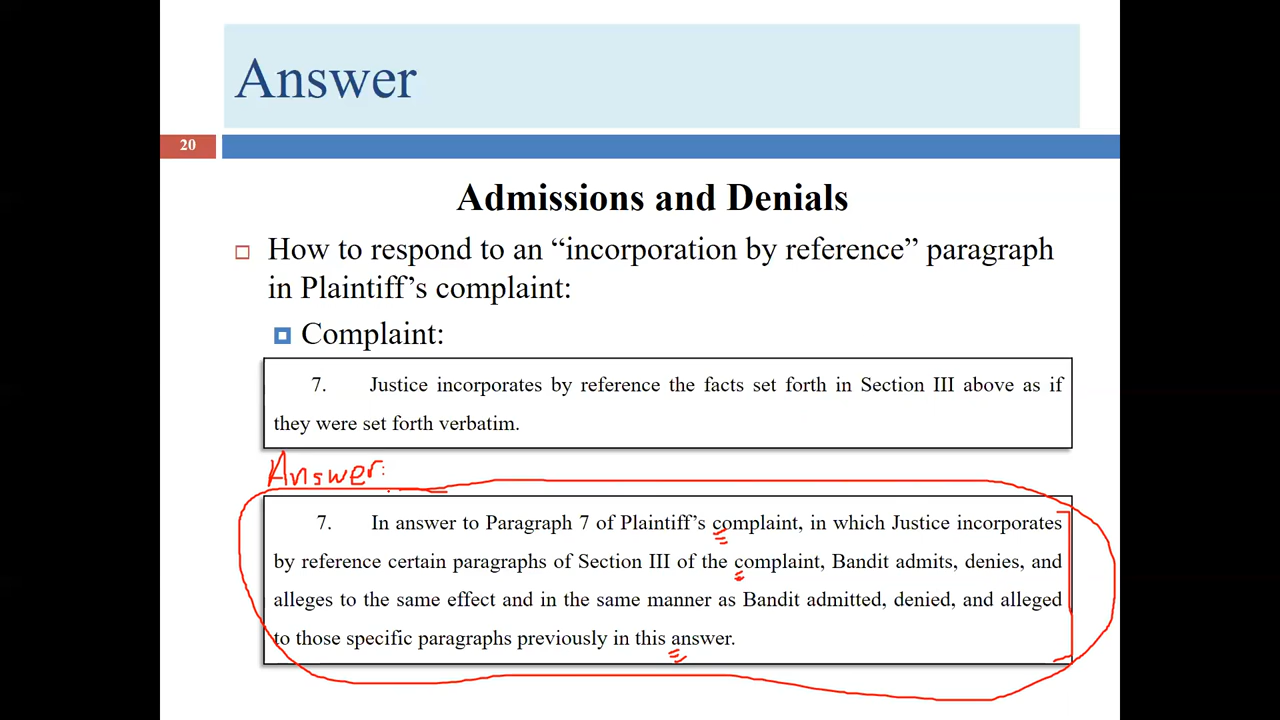 Answer
20
Admissions and Denials
How to respond to an “incorporation by reference” paragraph
in Plaintiff’s complaint:
Complaint:
7. Justice incorporates by reference the facts set forth in Section III above as if
they were set forth verbatim.
Answer:
7. In answer to Paragraph 7 of Plaintiff’s complaint, in which Justice incorporates
by reference certain paragraphs of Section III of the complaint, Bandit admits, denies, and
alleges to the same effect and in the same manner as Bandit admitted, denied, and alleged
to those specific paragraphs previously in this answer.